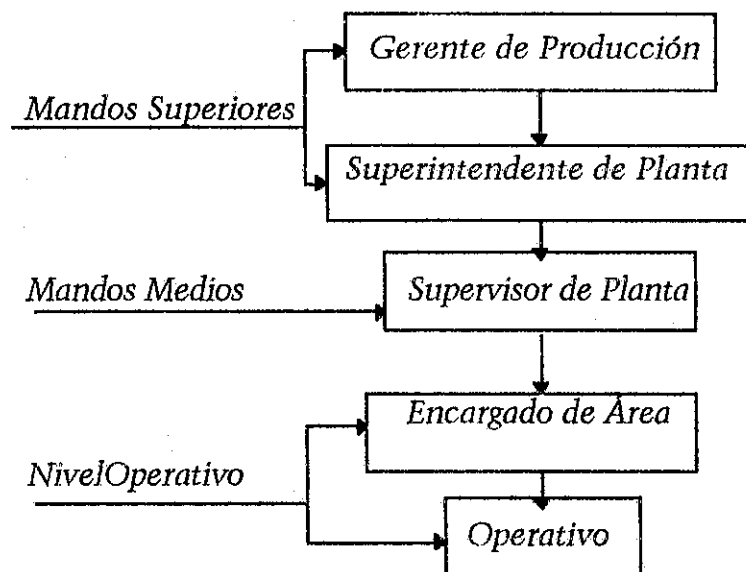 Gerente de Producción
Mandos Superiores
Superintendente de Planta
Mandos Medios
Supervisor de Planta
Encargado de Área
NivelOperativo
Operativo